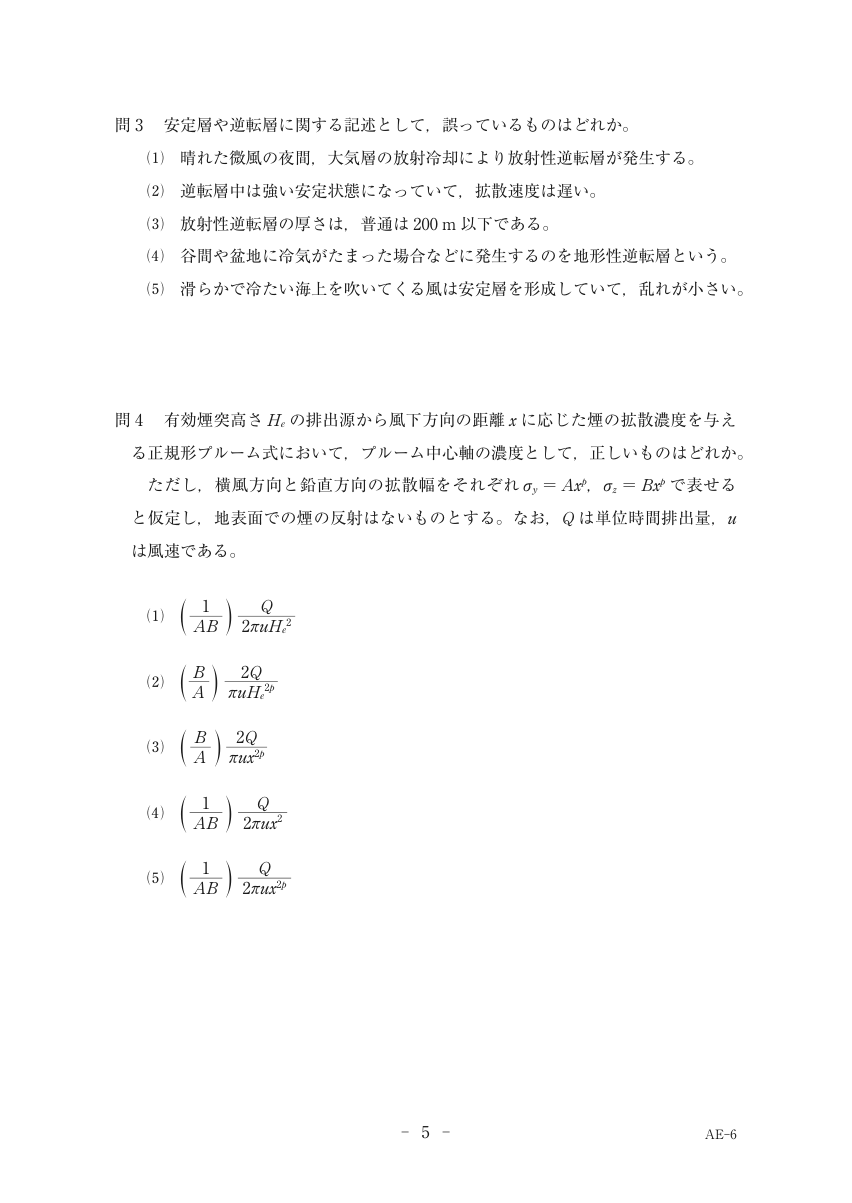 問3 安定層や逆転層に関する記述として，誤っているものはどれか。
⑴ 晴れた微風の夜間，大気層の放射冷却により放射性逆転層が発生する。
⑵ 逆転層中は強い安定状態になっていて，拡散速度は遅い。
⑶ 放射性逆転層の厚さは，普通は 200 m 以下である。
⑷ 谷間や盆地に冷気がたまった場合などに発生するのを地形性逆転層という。
⑸ 滑らかで冷たい海上を吹いてくる風は安定層を形成していて，乱れが小さい。
問4 有効煙突高さ Hₑ の排出源から風下方向の距離 x に応じた煙の拡散濃度を与え
る正規形プルーム式において，プルーム中心軸の濃度として，正しいものはどれか。
ただし，横風方向と鉛直方向の拡散幅をそれぞれ σ_y = Ax^p，σ_z = Bx^p で表せる
と仮定し，地表面での煙の反射はないものとする。なお，Q は単位時間排出量，u
は風速である。
⑴ (1/AB) Q/2πuHₑ^2
⑵ (B/A) 2Q/πuHₑ^2p
⑶ (B/A) 2Q/πux^2p
⑷ (1/AB) Q/2πux^2
⑸ (1/AB) Q/2πux^2p
- 5 -
AE-6